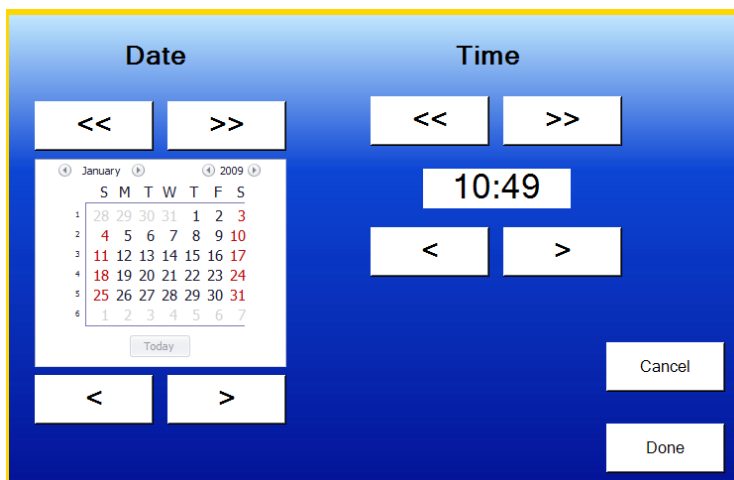 Date
<< >>
January 2009
S M T W T F S
1 28 29 30 31 1 2 3
2 4 5 6 7 8 9 10
3 11 12 13 14 15 16 17
4 18 19 20 21 22 23 24
5 25 26 27 28 29 30 31
6 1 2 3 4 5 6 7
Today
< >
Time
<< >>
10:49
< >
Cancel
Done